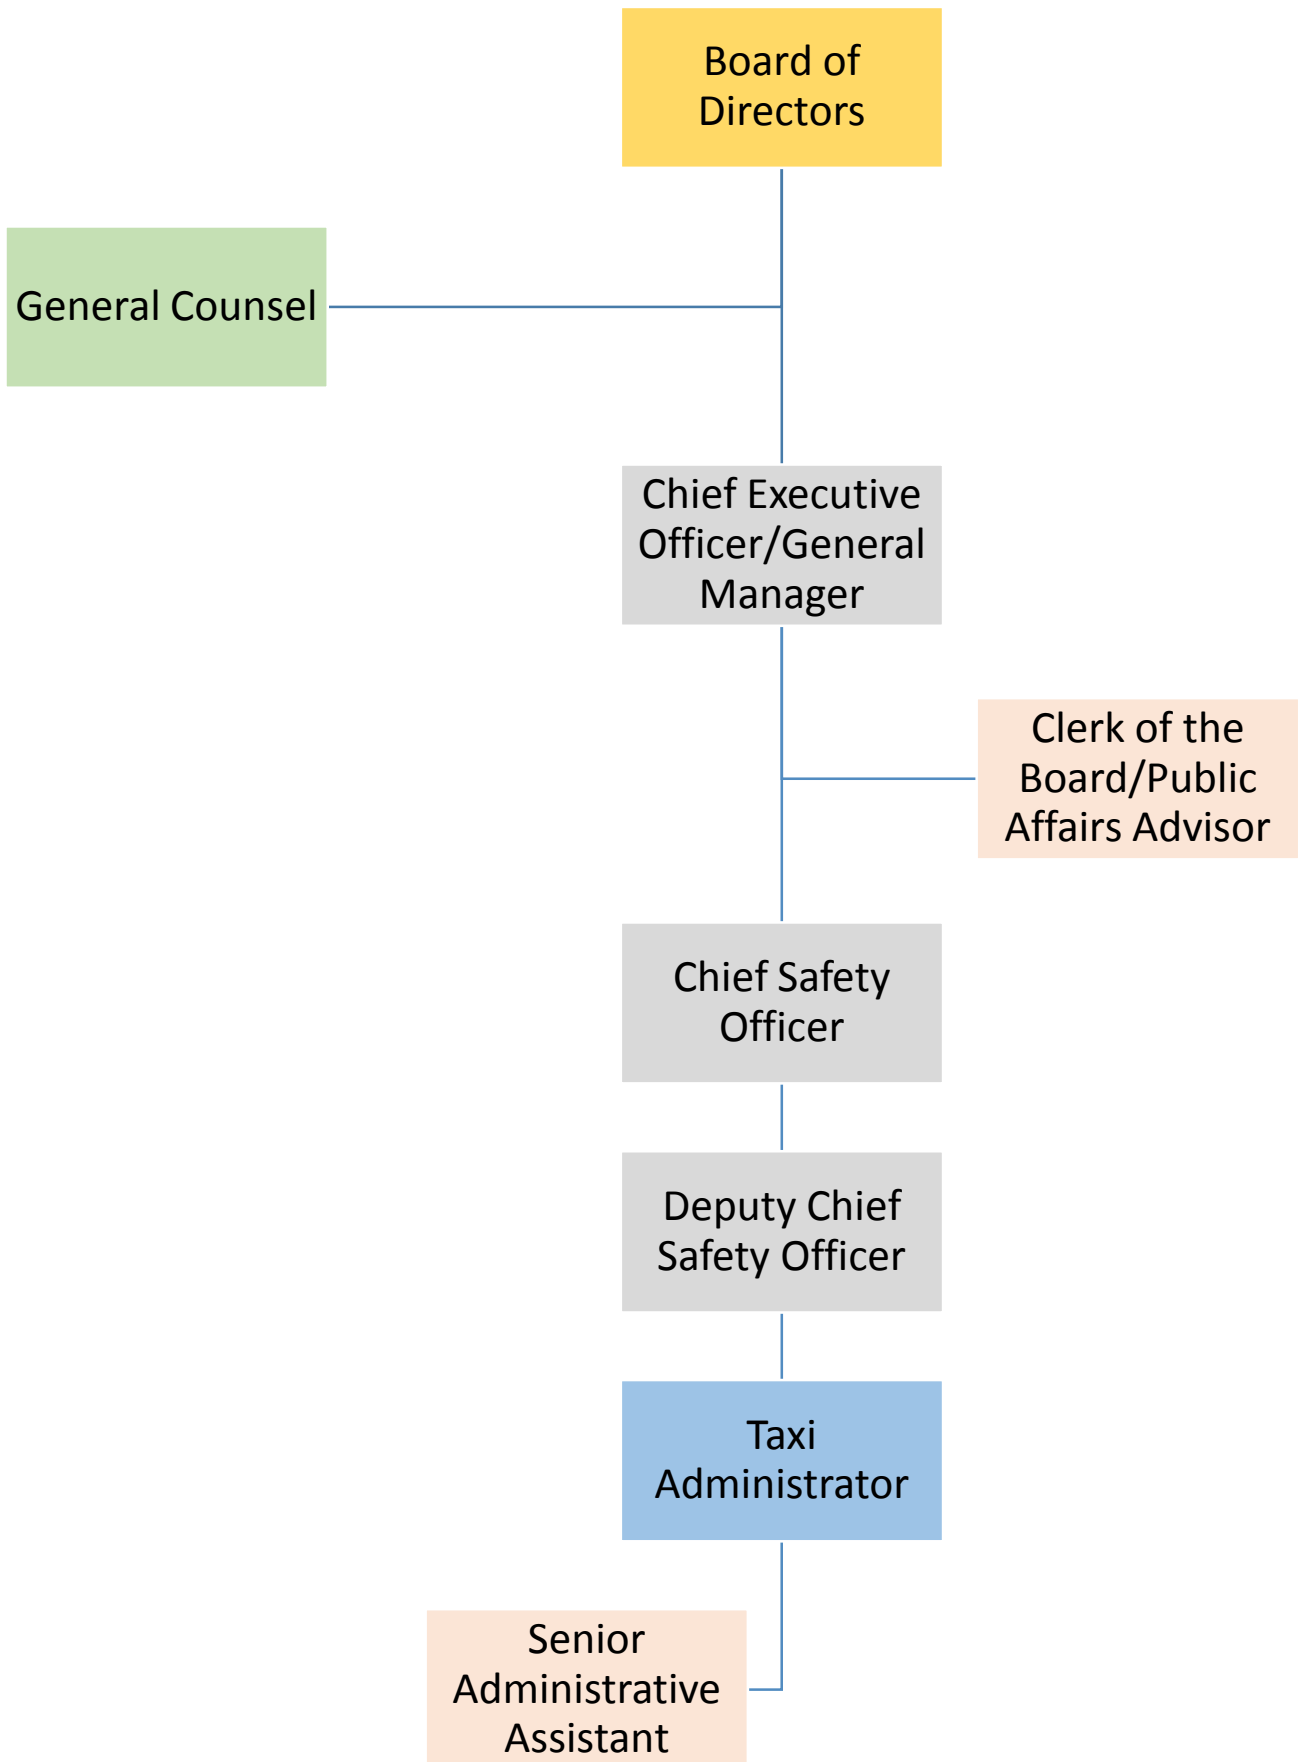 Board of
Directors
General Counsel
Chief Executive
Officer/General
Manager
Clerk of the
Board/Public
Affairs Advisor
Chief Safety
Officer
Deputy Chief
Safety Officer
Taxi
Administrator
Senior
Administrative
Assistant